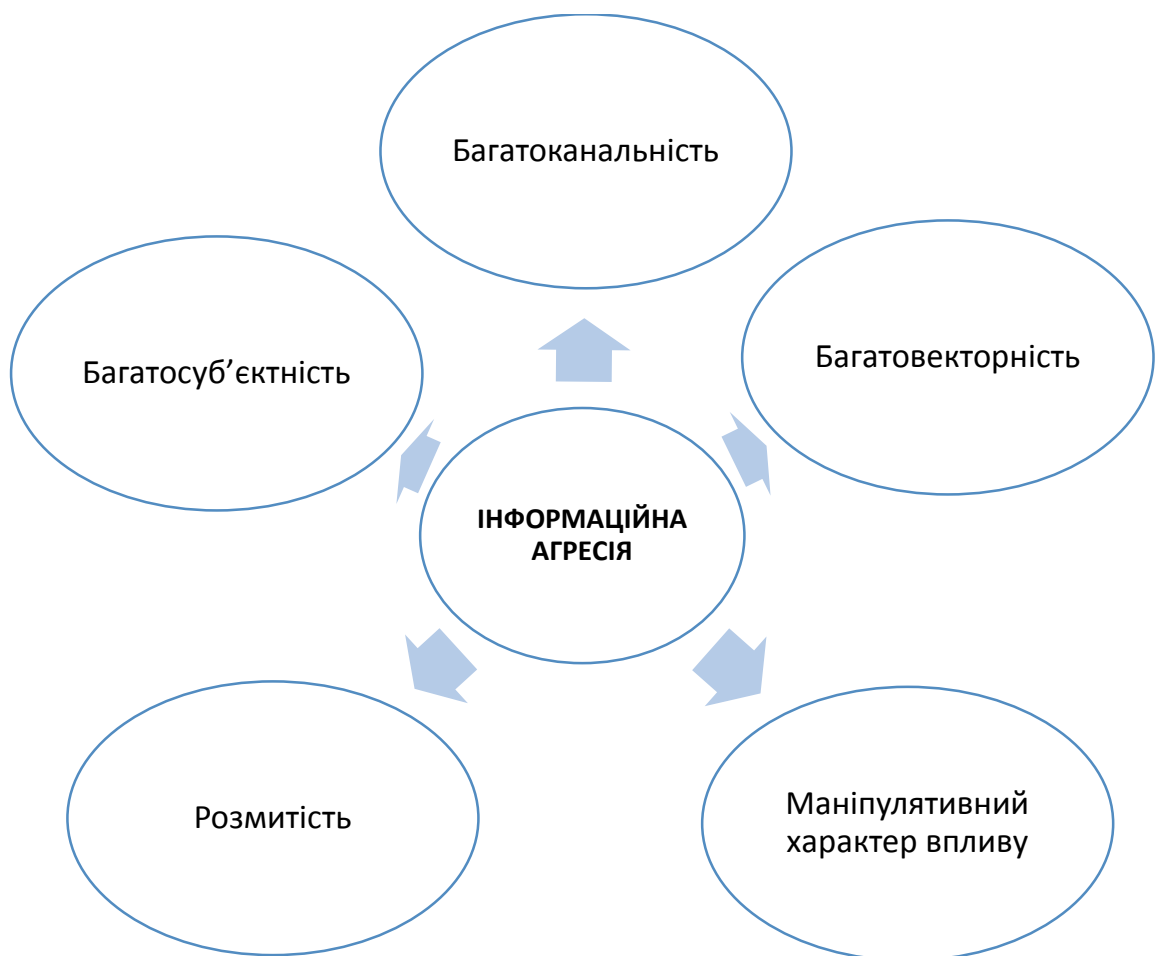 Багатоканальність
Багатовекторність
Багатосуб’єктність
ІНФОРМАЦІЙНА
АГРЕСІЯ
Розмитість
Маніпулятивний
характер впливу